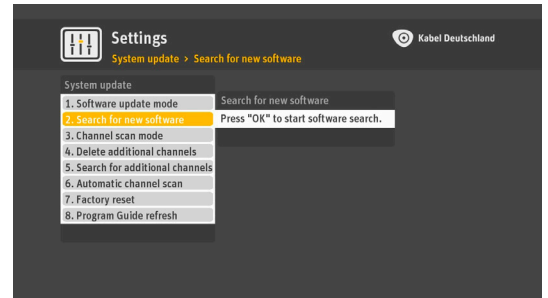 Settings
System update > Search for new software
Kabel Deutschland
System update
1. Software update mode
2. Search for new software
3. Channel scan mode
4. Delete additional channels
5. Search for additional channels
6. Automatic channel scan
7. Factory reset
8. Program Guide refresh
Search for new software
Press "OK" to start software search.